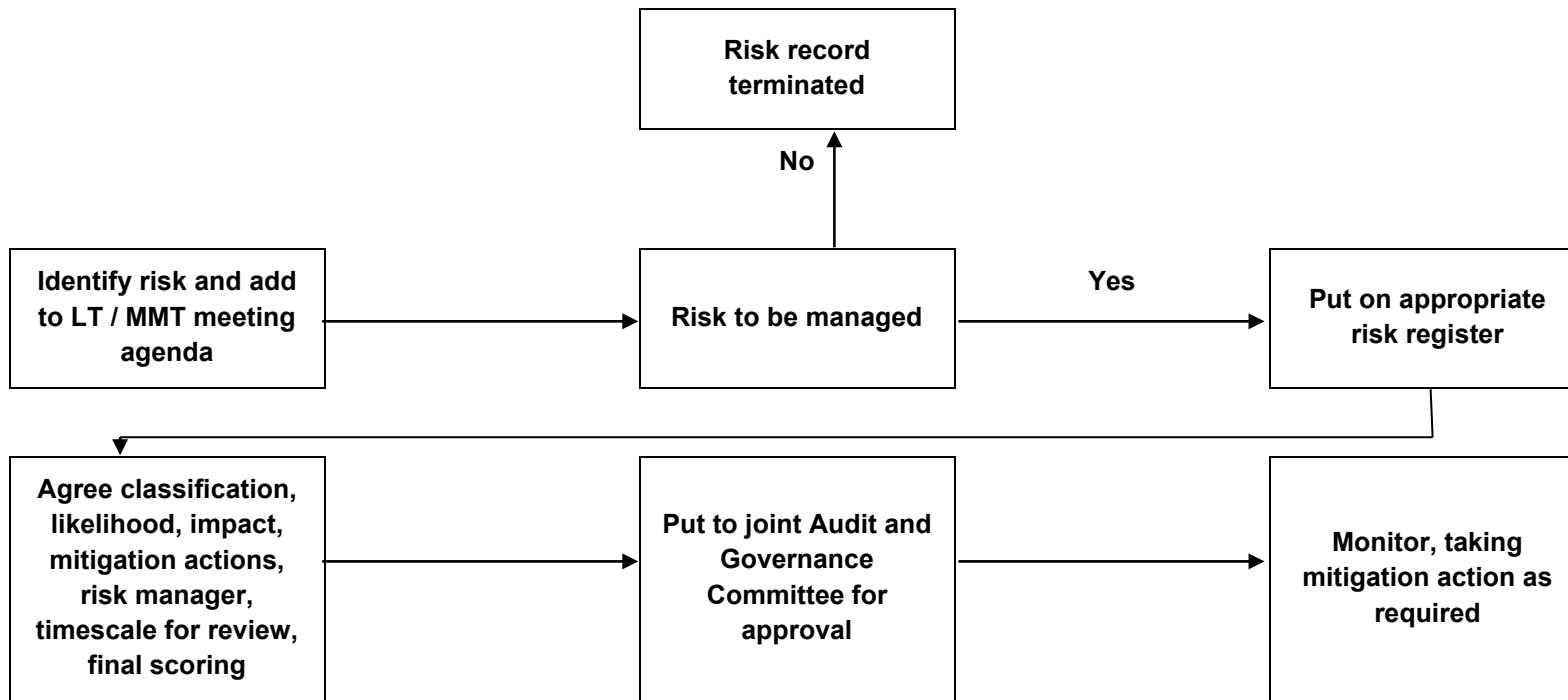 Risk record
terminated
No
Identify risk and add
to LT / MMT meeting
agenda
Risk to be managed
Yes
Put on appropriate
risk register
Agree classification,
likelihood, impact,
mitigation actions,
risk manager,
timescale for review,
final scoring
Put to joint Audit and
Governance
Committee for
approval
Monitor, taking
mitigation action as
required